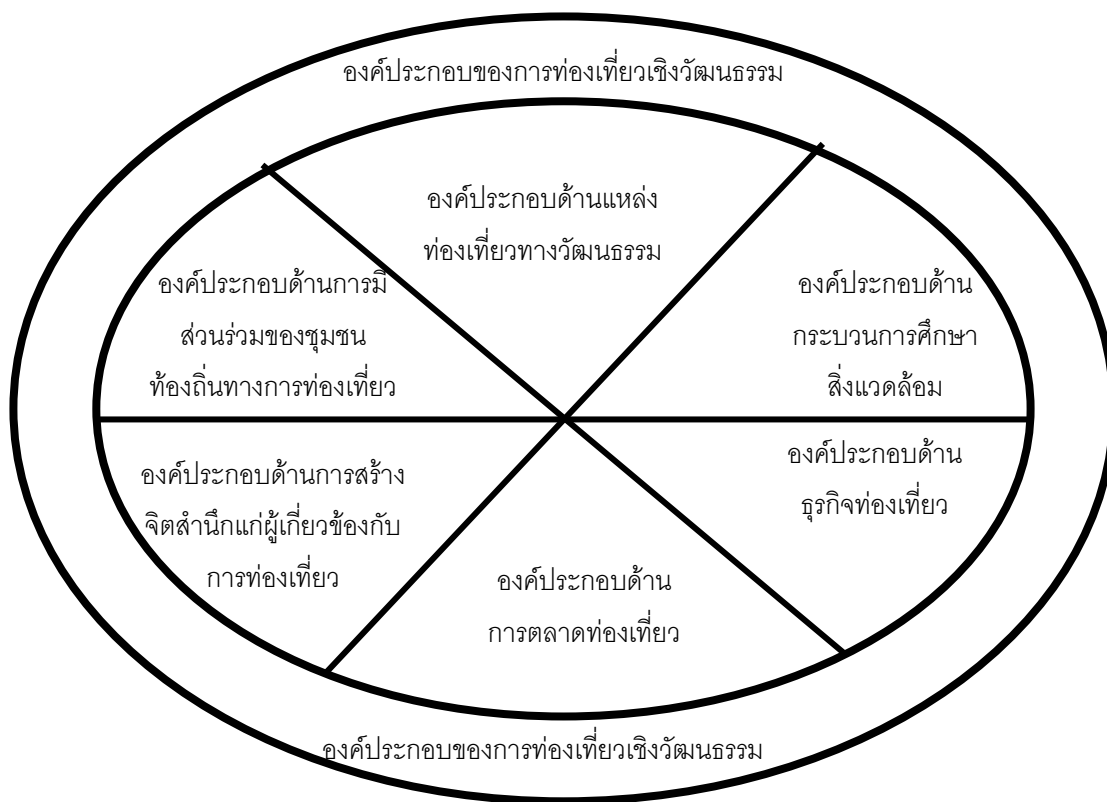 องค์ประกอบของการท่องเที่ยวเชิงวัฒนธรรม
องค์ประกอบด้านแหล่ง
ท่องเที่ยวทางวัฒนธรรม
องค์ประกอบด้านการมี
ส่วนร่วมของชุมชน
ท้องถิ่นทางการท่องเที่ยว
องค์ประกอบด้าน
กระบวนการศึกษา
สิ่งแวดล้อม
องค์ประกอบด้านการสร้าง
จิตสำนึกแก่ผู้เกี่ยวข้องกับ
การท่องเที่ยว
องค์ประกอบด้าน
ธุรกิจท่องเที่ยว
องค์ประกอบด้าน
การตลาดท่องเที่ยว
องค์ประกอบของการท่องเที่ยวเชิงวัฒนธรรม